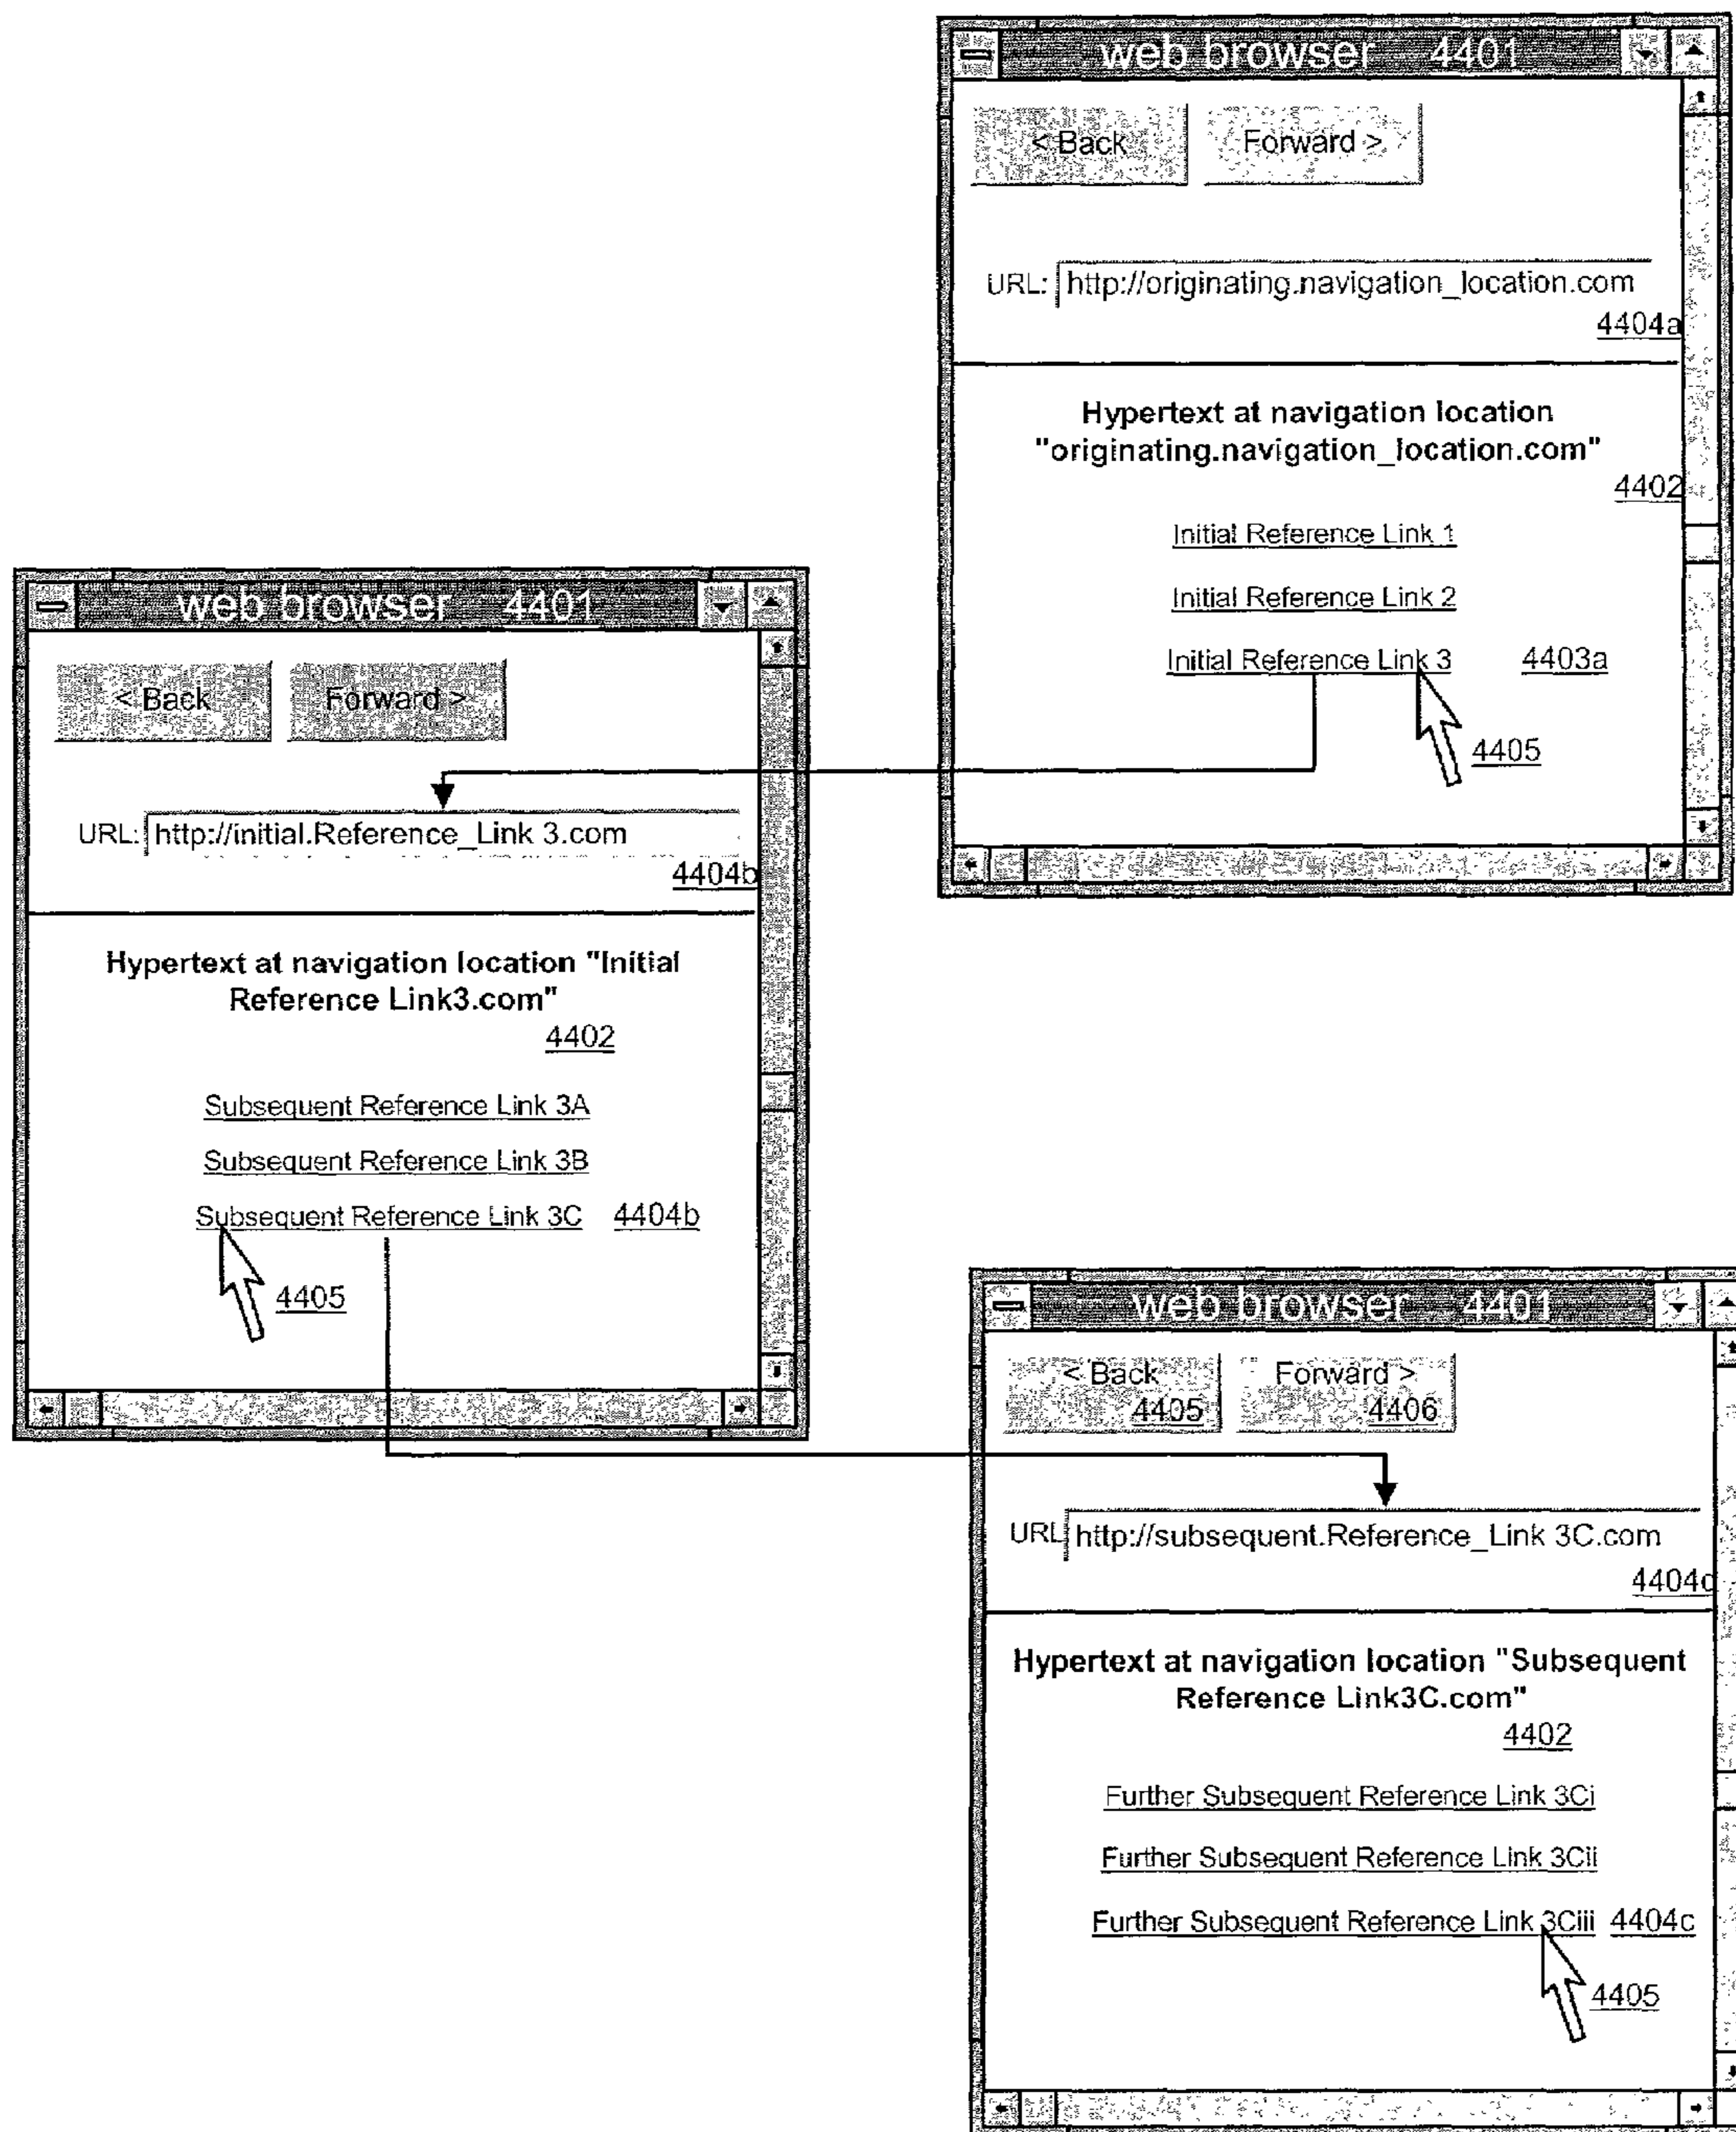 web browser 4401
< Back
Forward >
URL: http://originating.navigation_location.com
4404a
Hypertext at navigation location
"originating.navigation_location.com"
4402
Initial Reference Link 1
Initial Reference Link 2
Initial Reference Link 3 4403a
4405
web browser 4401
< Back
Forward >
URL: http://initial.Reference_Link 3.com
4404b
Hypertext at navigation location "Initial
Reference Link3.com"
4402
Subsequent Reference Link 3A
Subsequent Reference Link 3B
Subsequent Reference Link 3C 4404b
4405
web browser 4401
< Back
4405
Forward >
4406
URL http://subsequent.Reference_Link 3C.com
4404c
Hypertext at navigation location "Subsequent
Reference Link3C.com"
4402
Further Subsequent Reference Link 3Ci
Further Subsequent Reference Link 3Cii
Further Subsequent Reference Link 3Ciii 4404c
4405